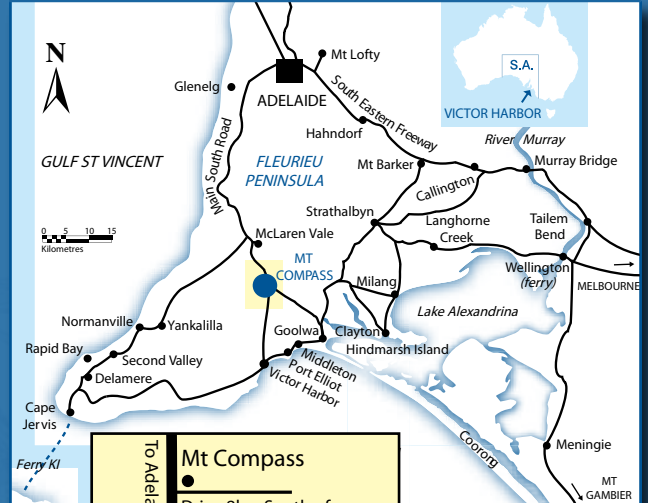 Mt Lofty
S.A.
N
Glenelg
ADELAIDE
South Eastern Freeway
VICTOR HARBOR
Hahndorf
River Murray
GULF ST VINCENT
Main South Road
FLEURIEU
PENINSULA
Mt Barker
Murray Bridge
Callington
Strathalbyn
Langhorne
Creek
Tailem
Bend
0 5 10 15
Kilometres
McLaren Vale
MT
COMPASS
Wellington
(ferry)
MELBOURNE
Milang
Lake Alexandrina
Normanville
Yankalilla
Goolwa
Clayton
Hindmarsh Island
Rapid Bay
Second Valley
Middleton
Port Elliot
Victor Harbor
Delamere
Cape
Jervis
Coorong
Meningie
Ferry KI
To Adela
Mt Compass
MT
GAMBIER